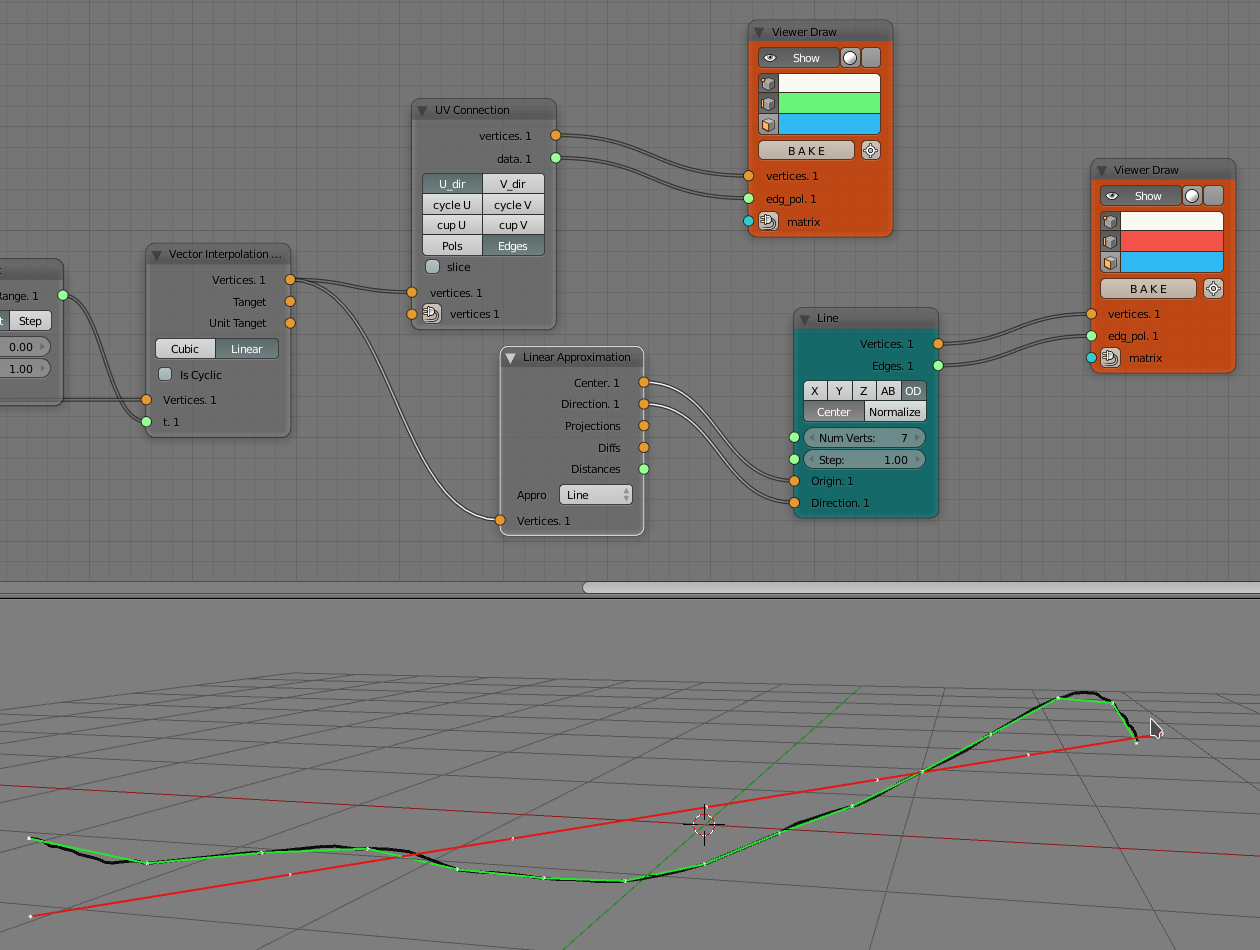 Viewer Draw
Show
BAKE
vertices. 1
edg_pol. 1
matrix
UV Connection
vertices. 1
data. 1
U_dir V_dir
cycle U cycle V
cup U cup V
Pols Edges
slice
vertices. 1
vertices 1
Viewer Draw
Show
BAKE
vertices. 1
edg_pol. 1
matrix
Range. 1
Step
0.00
1.00
Vector Interpolation ...
Vertices. 1
Tanget
Unit Tanget
Cubic Linear
Is Cyclic
Vertices. 1
t. 1
Linear Approximation
Center. 1
Direction. 1
Projections
Diffs
Distances
Appro Line
Vertices. 1
Line
Vertices. 1
Edges. 1
X Y Z AB OD
Center Normalize
Num Verts: 7
Step: 1.00
Origin. 1
Direction. 1